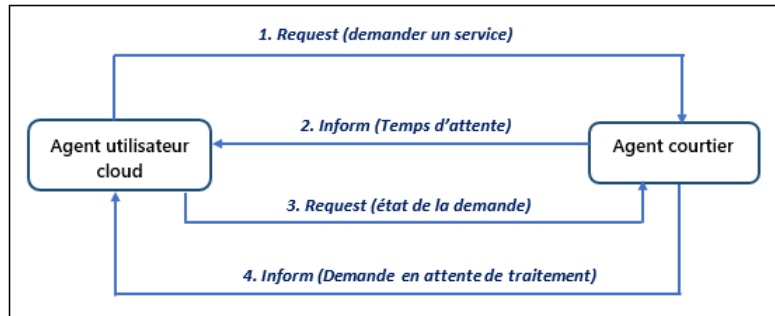 1. Request (demander un service)
2. Inform (Temps d'attente)
Agent utilisateur
cloud
Agent courtier
3. Request (état de la demande)
4. Inform (Demande en attente de traitement)